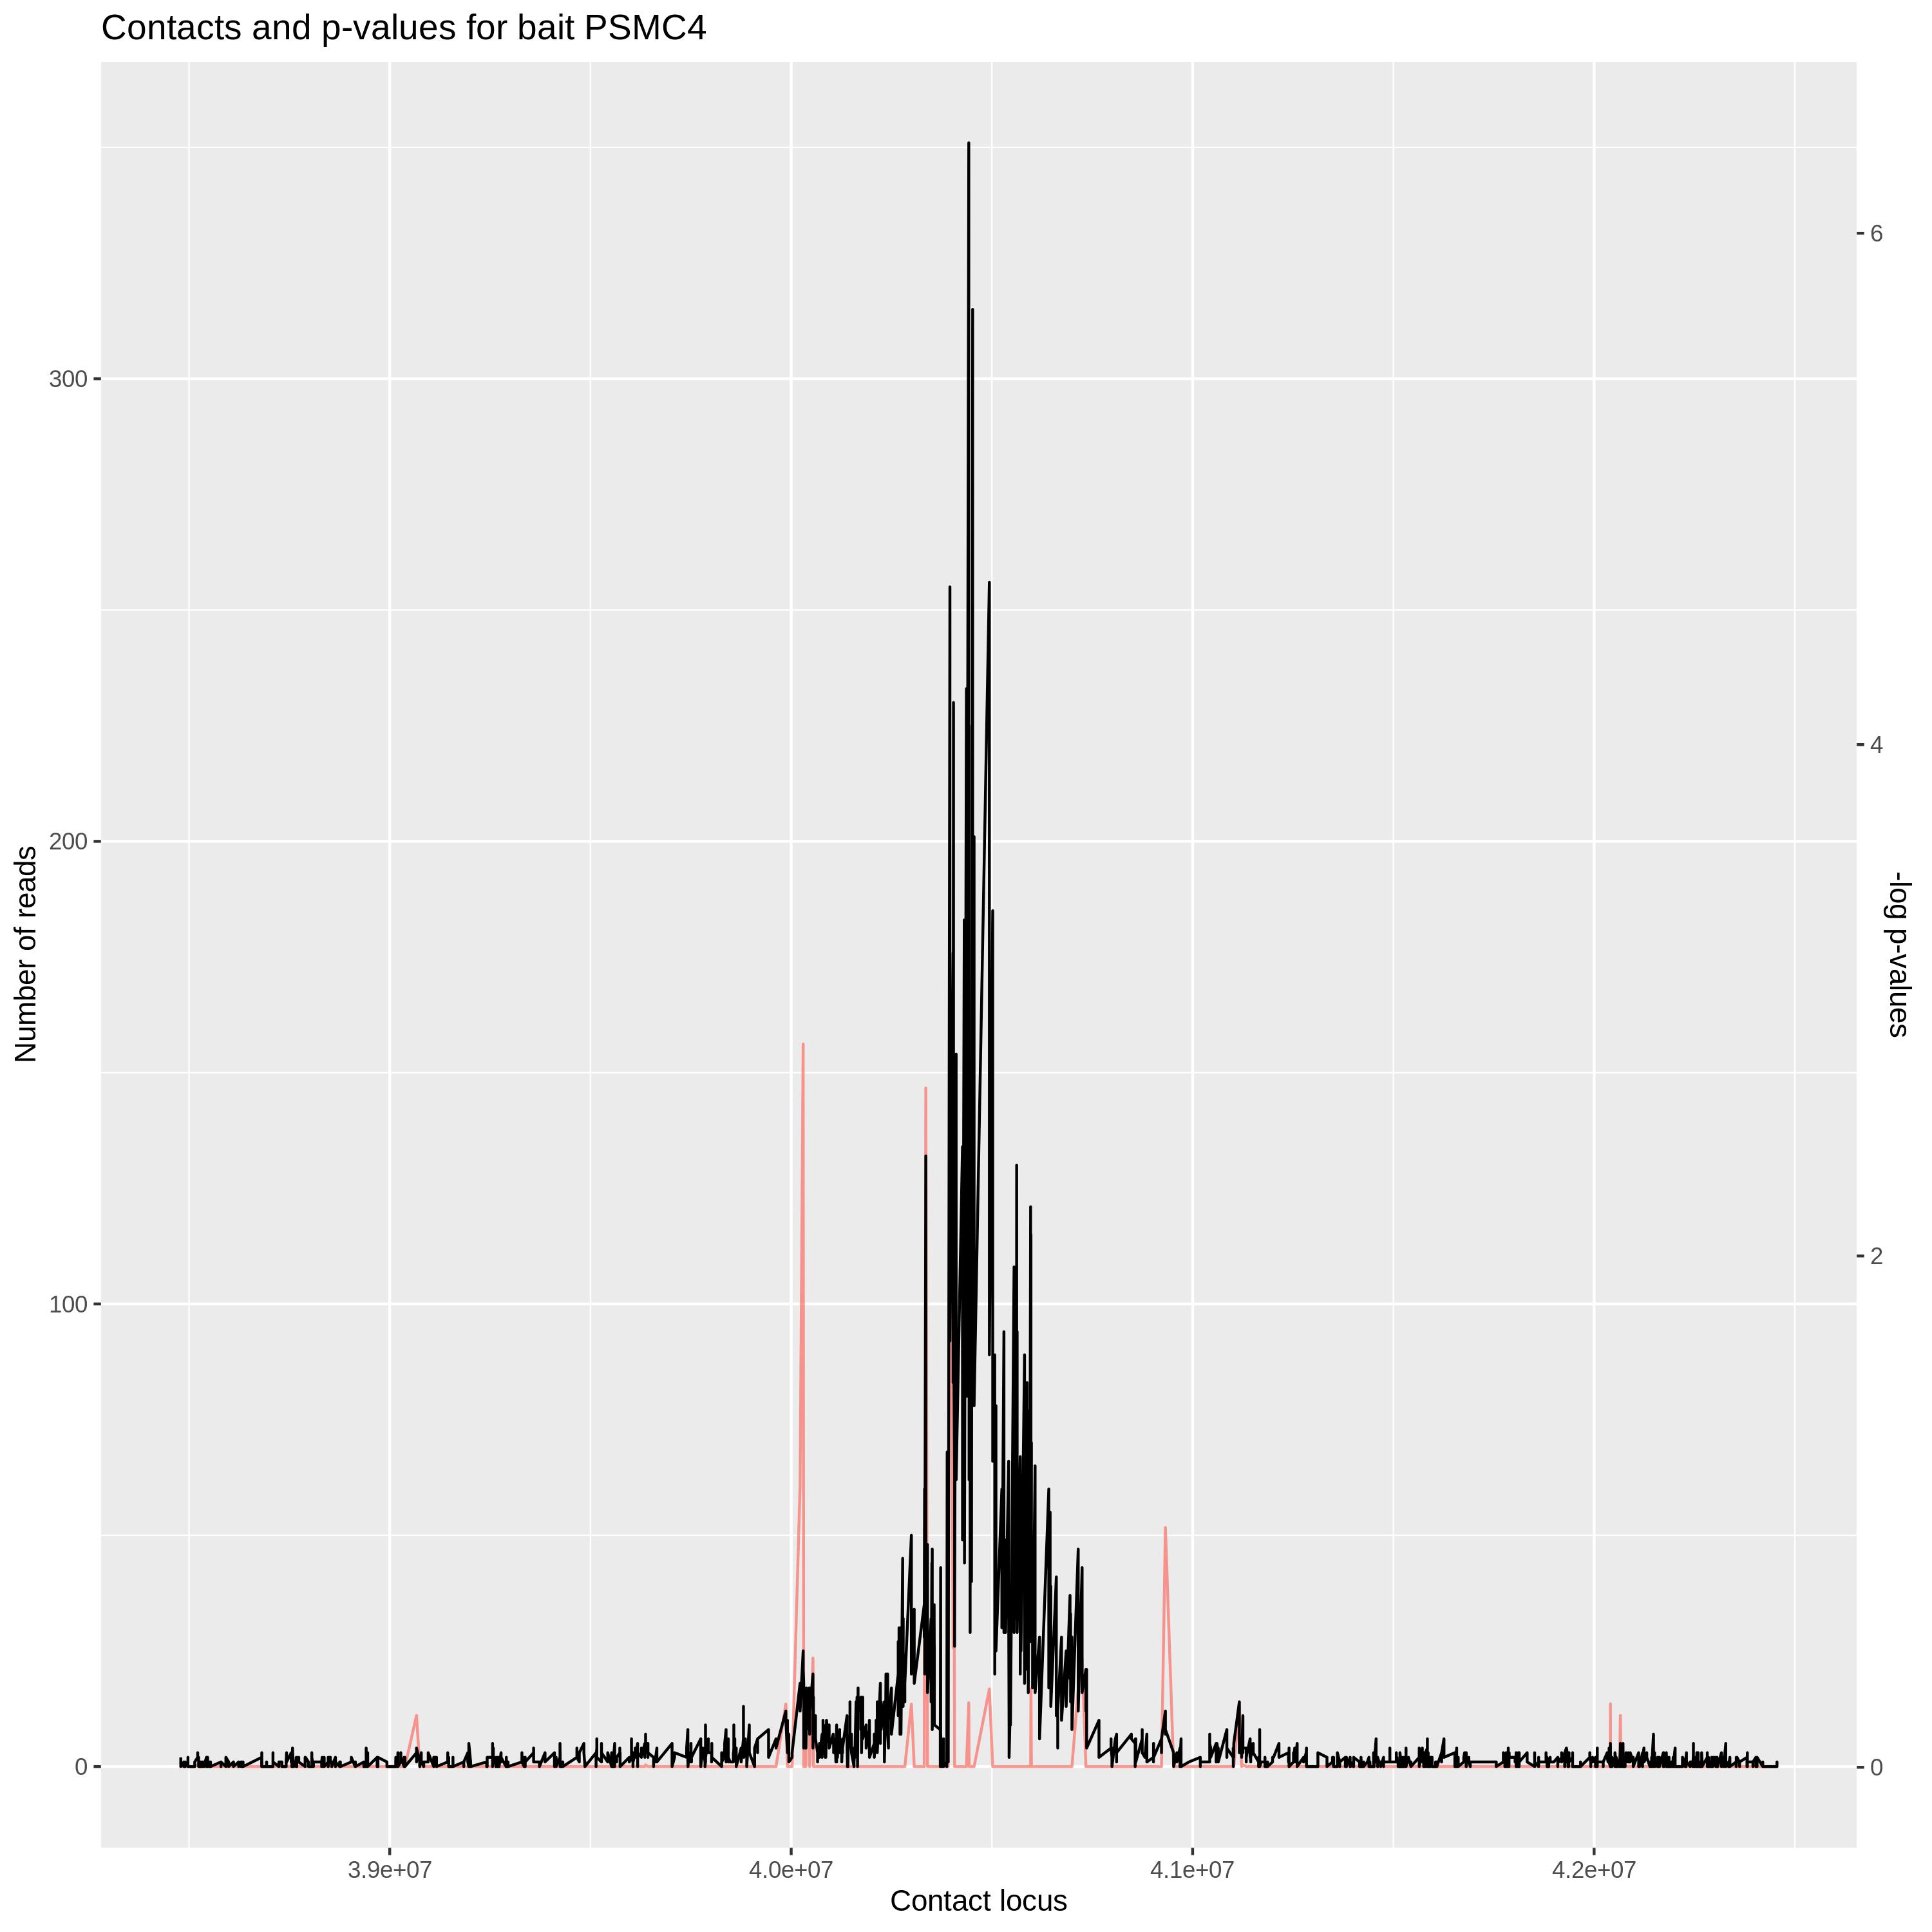 Contacts and p-values for bait PSMC4
Number of reads
300
200
100
0
6
4
2
0
-log p-values
3.9e+07 4.0e+07 4.1e+07 4.2e+07
Contact locus